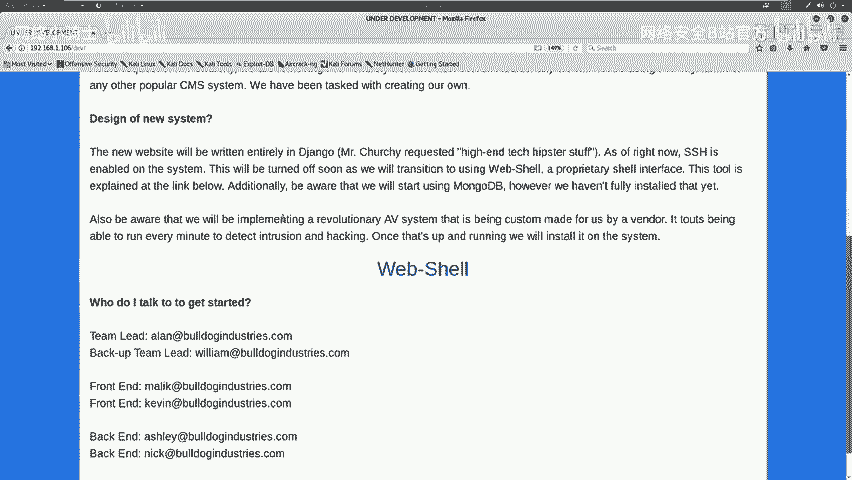 UNDER DEVELOPMENT - Mozilla Firefox
网络安全B站官方
192.168.1.106/dev/
Search
Most Visited Offensive Security Kali Linux Kali Docs Kali Tools Exploit-DB Aircrack-ng Kali Forums NetHunter Getting Started
any other popular CMS system. We have been tasked with creating our own.
Design of new system?
The new website will be written entirely in Django (Mr. Churchy requested "high-end tech hipster stuff"). As of right now, SSH is
enabled on the system. This will be turned off soon as we will transition to using Web-Shell, a proprietary shell interface. This tool is
explained at the link below. Additionally, be aware that we will start using MongoDB, however we haven't fully installed that yet.
Also be aware that we will be implementing a revolutionary AV system that is being custom made for us by a vendor. It touts being
able to run every minute to detect intrusion and hacking. Once that's up and running we will install it on the system.
Web-Shell
Who do I talk to to get started?
Team Lead: alan@bulldogindustries.com
Back-up Team Lead: william@bulldogindustries.com
Front End: malik@bulldogindustries.com
Front End: kevin@bulldogindustries.com
Back End: ashley@bulldogindustries.com
Back End: nick@bulldogindustries.com